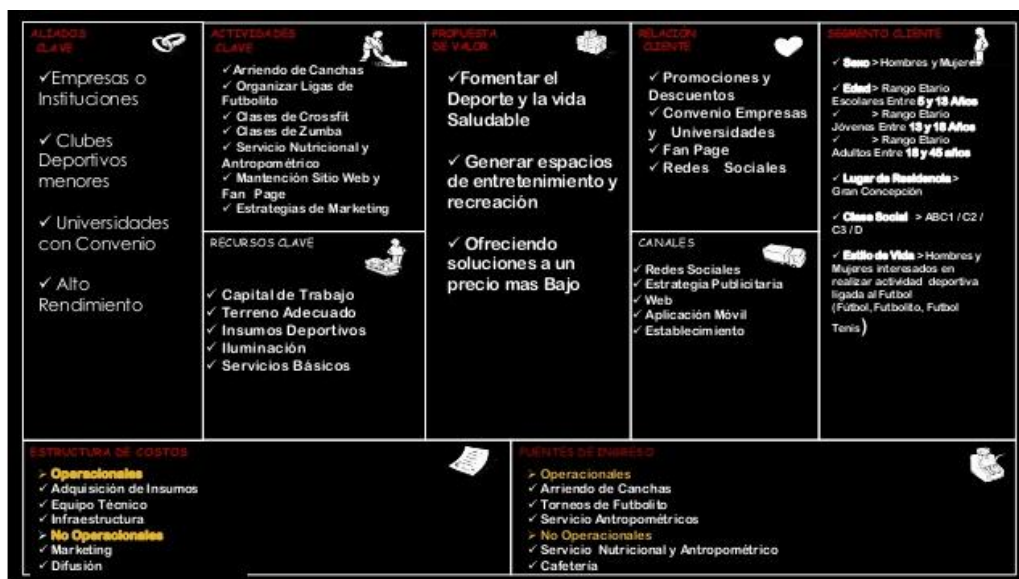 ALIADOS
CLAVE
✓Empresas o
Instituciones
✓ Clubes
Deportivos
menores
✓ Universidades
con Convenio
✓ Alto
Rendimiento
ACTIVIDADES
CLAVE
✓Arriendo de Canchas
✓ Organizar Ligas de
Futbolito
✓ Clases de Crossfit
✓ Clases de Zumba
✓ Servicio Nutricional y
Antropométrico
✓ Mantención Sitio Web y
Fan Page
✓ Estrategias de Marketing
RECURSOS CLAVE
✓ Capital de Trabajo
✓ Terreno Adecuado
✓ Insumos Deportivos
✓ Iluminación
✓ Servicios Básicos
PROPUESTA
DE VALOR
✓Fomentar el
Deporte y la vida
Saludable
✓ Generar espacios
de entretenimiento y
recreación
✓ Ofreciendo
soluciones a un
precio mas Bajo
RELACION
CLIENTE
✓ Promociones y
Descuentos
✓ Convenio Empresas
y Universidades
✓ Fan Page
✓ Redes Sociales
CANALES
✓ Redes Sociales
✓ Estrategia Publicitaria
✓ Web
✓ Aplicación Móvil
✓ Establecimiento
SEGMENTO CLIENTE
✓ Sexo > Hombres y Mujeres
✓ Edad > Rango Etario
Escolares Entre 5 y 13 Años
✓ > Rango Etario
Jóvenes Entre 13 y 18 Años
✓ > Rango Etario
Adultos Entre 18 y 45 años
✓ Lugar de Residencia >
Gran Concepción
✓ Clase Social > ABC1 / C2 /
C3 / D
✓ Estilo de Vida > Hombres y
Mujeres interesados en
realizar actividad deportiva
ligada al Futbol
(Fútbol, Futbolito, Futbol
Tenis)
ESTRUCTURA DE COSTOS
➢ Operacionales
✓ Adquisición de Insumos
✓ Equipo Técnico
✓ Infraestructura
➢ No Operacionales
✓ Marketing
✓ Difusión
FUENTES DE INGRESO
➢ Operacionales
✓ Arriendo de Canchas
✓ Torneos de Futbolito
✓ Servicio Antropométricos
➢ No Operacionales
✓ Servicio Nutricional y Antropométrico
✓ Cafetería